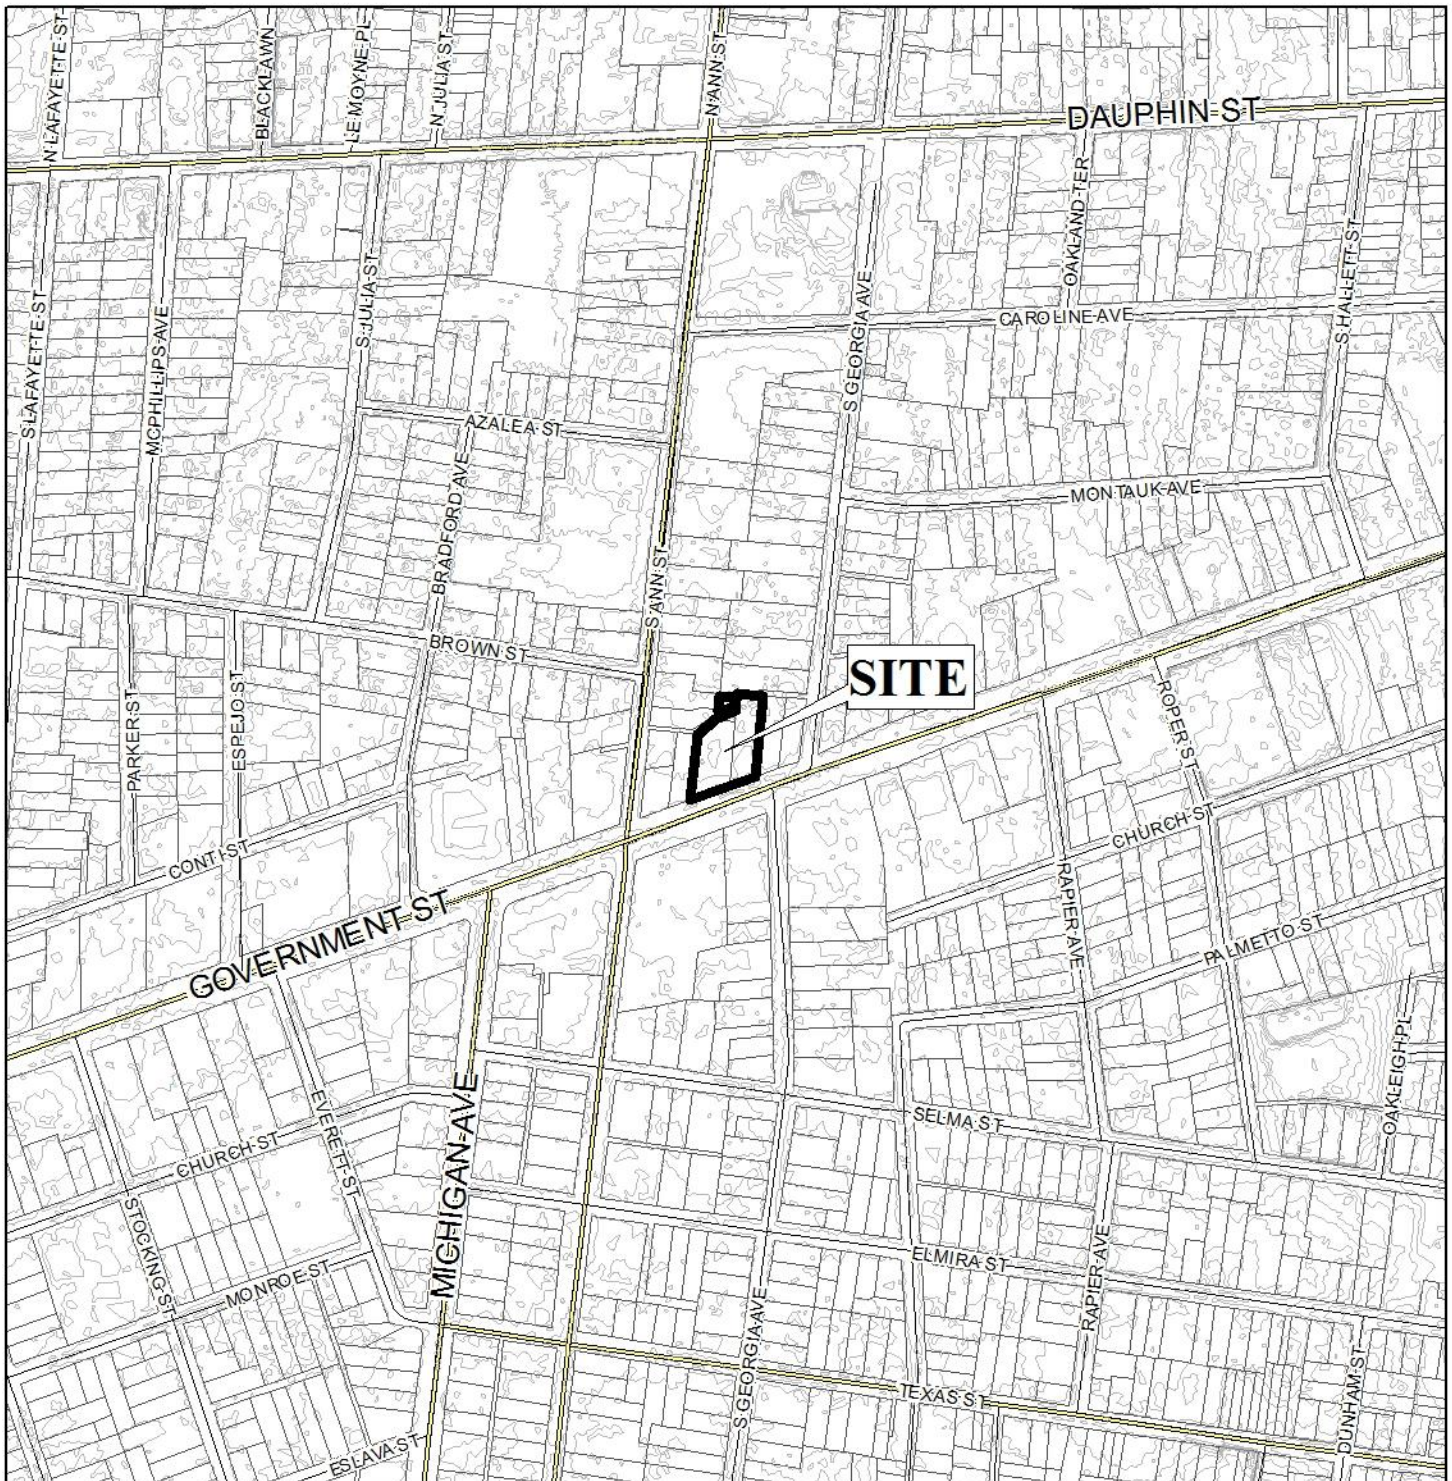 N LAFAYETTE ST
BLACKLAWN
LE MOYNE PL
N JULIA ST
N ANN ST
DAUPHIN ST
OAKLAND TER
S HALLETT ST
S LAFAYETTE ST
MCPHILLIPS AVE
S JULIA ST
S GEORGIA AVE
CAROLINE AVE
AZALEA ST
BRADFORD AVE
MONTAUK AVE
S ANN ST
BROWN ST
SITE
PARKER ST
ESPEJO ST
ROPER ST
CONTI ST
CHURCH ST
RAPIER AVE
GOVERNMENT ST
PALMETTO ST
OAKLEIGH PL
EVERETT ST
MICHIGAN AVE
SELMA ST
CHURCH ST
STOCKING ST
MONROE ST
ELMIRA ST
RAPIER AVE
S GEORGIA AVE
TEXAS ST
DUNHAM ST
ESLAVA ST